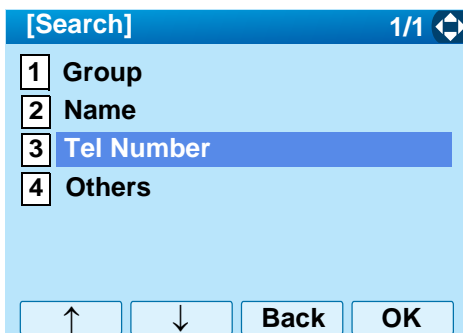 [Search] 1/1
1 Group
2 Name
3 Tel Number
4 Others
↑ ↓ Back OK